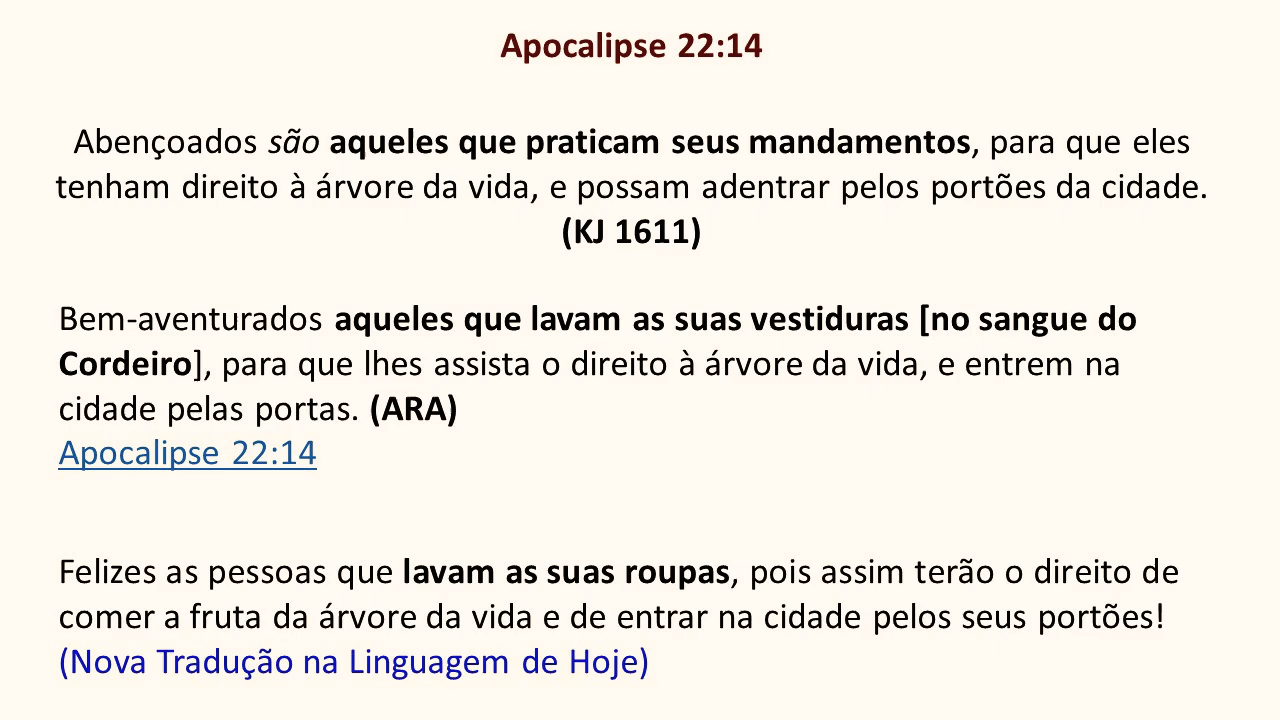 Apocalipse 22:14
Abençoados são aqueles que praticam seus mandamentos, para que eles
tenham direito à árvore da vida, e possam adentrar pelos portões da cidade.
(KJ 1611)
Bem-aventurados aqueles que lavam as suas vestiduras [no sangue do
Cordeiro], para que lhes assista o direito à árvore da vida, e entrem na
cidade pelas portas. (ARA)
Apocalipse 22:14
Felizes as pessoas que lavam as suas roupas, pois assim terão o direito de
comer a fruta da árvore da vida e de entrar na cidade pelos seus portões!
(Nova Tradução na Linguagem de Hoje)